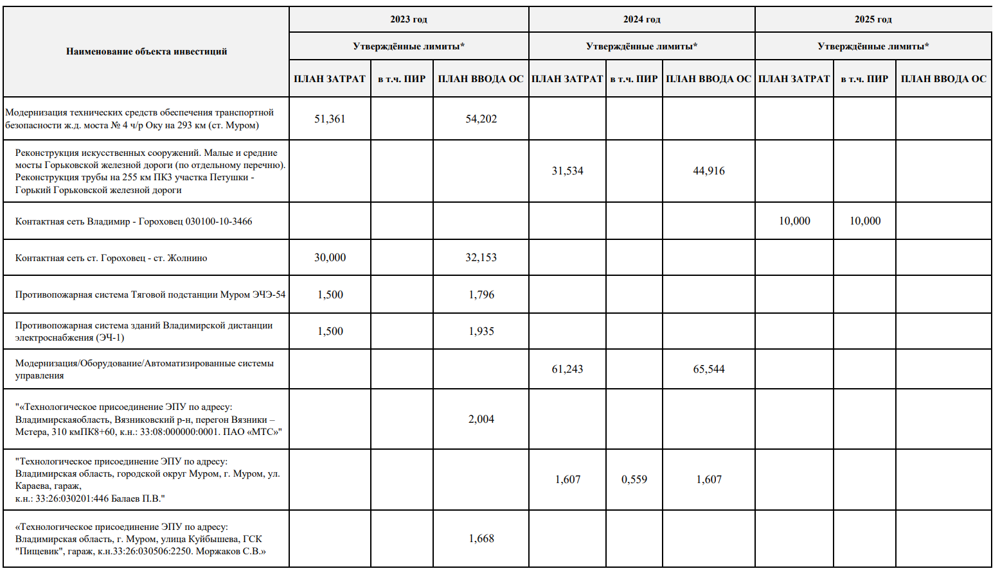 Наименование объекта инвестиций
2023 год
2024 год
2025 год
Утверждённые лимиты*
Утверждённые лимиты*
Утверждённые лимиты*
ПЛАН ЗАТРАТ
в т.ч. ПИР
ПЛАН ВВОДА ОС
ПЛАН ЗАТРАТ
в т.ч. ПИР
ПЛАН ВВОДА ОС
ПЛАН ЗАТРАТ
в т.ч. ПИР
ПЛАН ВВОДА ОС
Модернизация технических средств обеспечения транспортной
безопасности ж.д. моста № 4 ч/р Оку на 293 км (ст. Муром)
51,361
54,202
Реконструкция искусственных сооружений. Малые и средние
мосты Горьковской железной дороги (по отдельному перечню).
Реконструкция трубы на 255 км ПК3 участка Петушки -
Горький Горьковской железной дороги
31,534
44,916
Контактная сеть Владимир - Гороховец 030100-10-3466
10,000
10,000
Контактная сеть ст. Гороховец - ст. Жолнино
30,000
32,153
Противопожарная система Тяговой подстанции Муром ЭЧЭ-54
1,500
1,796
Противопожарная система зданий Владимирской дистанции
электроснабжения (ЭЧ-1)
1,500
1,935
Модернизация/Оборудование/Автоматизированные системы
управления
61,243
65,544
"«Технологическое присоединение ЭПУ по адресу:
Владимирскаяобласть, Вязниковский р-н, перегон Вязники –
Мстера, 310 кмПК8+60, к.н.: 33:08:000000:0001. ПАО «МТС»"
2,004
"Технологическое присоединение ЭПУ по адресу:
Владимирская область, городской округ Муром, г. Муром, ул.
Караева, гараж,
к.н.: 33:26:030201:446 Балаев П.В."
1,607
0,559
1,607
«Технологическое присоединение ЭПУ по адресу:
Владимирская область, г. Муром, улица Куйбышева, ГСК
"Пищевик", гараж, к.н.33:26:030506:2250. Моржаков С.В.»
1,668